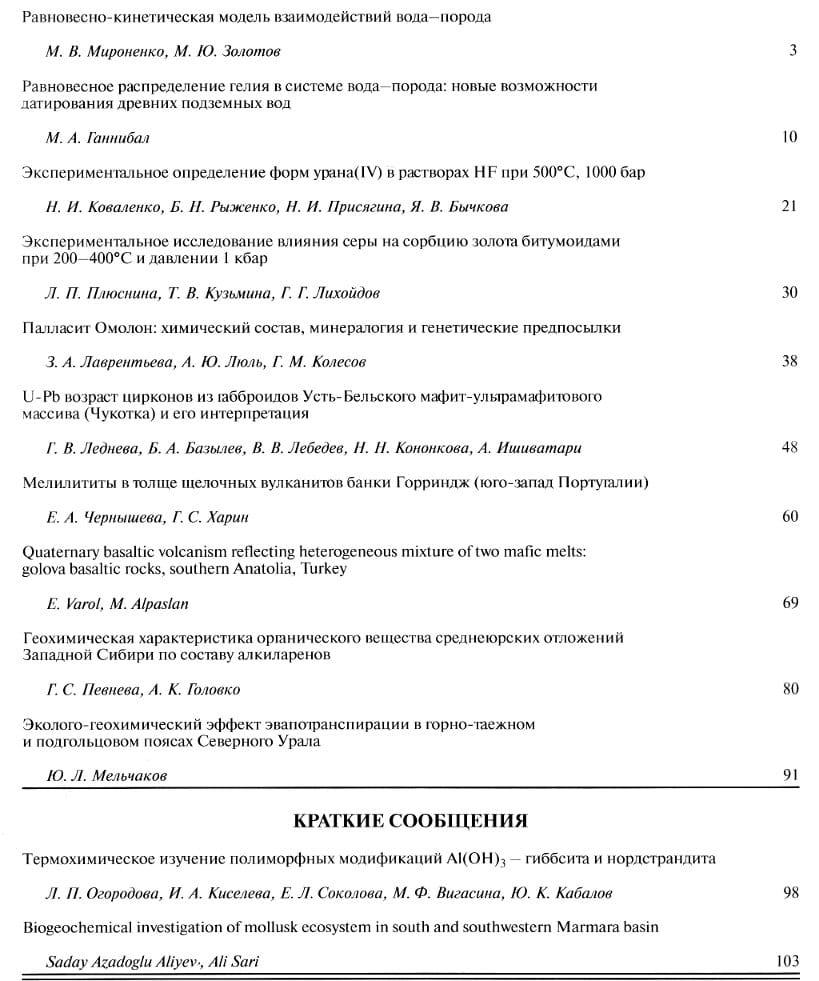 Равновесно-кинетическая модель взаимодействий вода—порода
М. В. Мироненко, М. Ю. Золотов 3
Равновесное распределение гелия в системе вода—порода: новые возможности
датирования древних подземных вод
М. А. Ганнибал 10
Экспериментальное определение форм урана(IV) в растворах HF при 500°С, 1000 бар
Н. И. Коваленко, Б. Н. Рыженко, Н. И. Присягина, Я. В. Бычкова 21
Экспериментальное исследование влияния серы на сорбцию золота битумоидами
при 200—400°С и давлении 1 кбар
Л. П. Плюснина, Т. В. Кузьмина, Г. Г. Лихойдов 30
Палласит Омолон: химический состав, минералогия и генетические предпосылки
З. А. Лаврентьева, А. Ю. Люль, Г. М. Колесов 38
U-Pb возраст цирконов из габброидов Усть-Бельского мафит-ультрамафитового
массива (Чукотка) и его интерпретация
Г. В. Леднева, Б. А. Базылев, В. В. Лебедев, Н. Н. Кононкова, А. Ишиватари 48
Мелилититы в толще щелочных вулканитов банки Горриндж (юго-запад Португалии)
Е. А. Чернышева, Г. С. Харин 60
Quaternary basaltic volcanism reflecting heterogeneous mixture of two mafic melts:
golova basaltic rocks, southern Anatolia, Turkey
E. Varol, M. Alpaslan 69
Геохимическая характеристика органического вещества среднеюрских отложений
Западной Сибири по составу алкиларенов
Г. С. Певнева, А. К. Головко 80
Эколого-геохимический эффект эвапотранспирации в горно-таежном
и подгольцовом поясах Северного Урала
Ю. Л. Мельчаков 91
КРАТКИЕ СООБЩЕНИЯ
Термохимическое изучение полиморфных модификаций Al(OH)₃ — гиббсита и нордстрандита
Л. П. Огородова, И. А. Киселева, Е. Л. Соколова, М. Ф. Вигасина, Ю. К. Кабалов 98
Biogeochemical investigation of mollusk ecosystem in south and southwestern Marmara basin
Saday Azadoglu Aliyev, Ali Sari 103